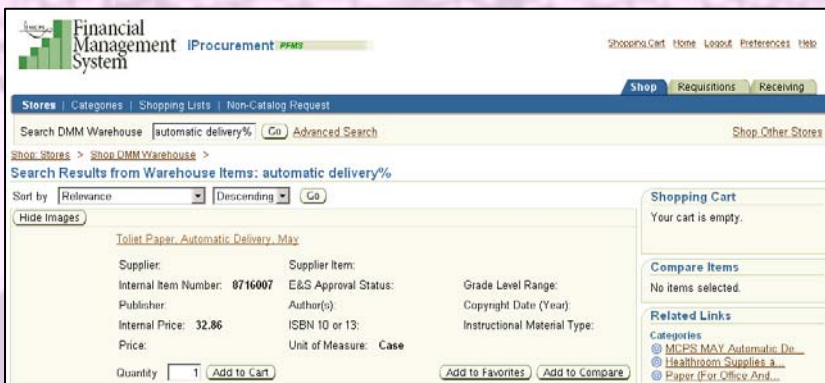 Financial
Management
System
IProcurement PFMS
Shopping Cart Home Logout Preferences Help
Shop Requisitions Receiving
Stores | Categories | Shopping Lists | Non-Catalog Request
Search DMM Warehouse automatic delivery% Go Advanced Search Shop Other Stores
Shop: Stores > Shop DMM Warehouse >
Search Results from Warehouse Items: automatic delivery%
Sort by Relevance Descending Go
Hide Images
Toliet Paper, Automatic Delivery, May
Supplier: Supplier Item:
Internal Item Number: 8716007 E&S Approval Status: Grade Level Range:
Publisher: Author(s): Copyright Date (Year):
Internal Price: 32.86 ISBN 10 or 13: Instructional Material Type:
Price: Unit of Measure: Case
Quantity 1 Add to Cart Add to Favorites Add to Compare
Shopping Cart
Your cart is empty.
Compare Items
No items selected.
Related Links
Categories
MCPS MAY Automatic De...
Healthroom Supplies a...
Paper (For Office And...